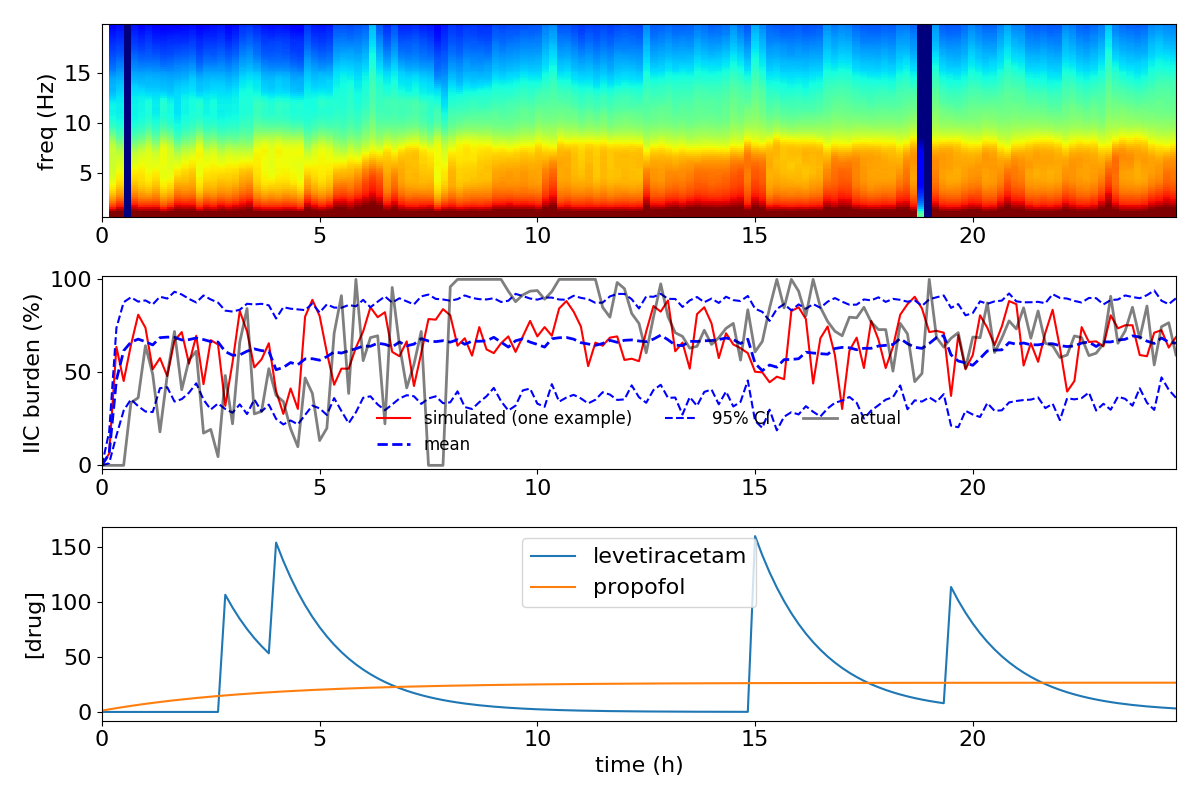 freq (Hz)
15
10
5
0 5 10 15 20
IIC burden (%)
100
50
0
simulated (one example)
mean
95% CI
actual
0 5 10 15 20
[drug]
150
100
50
0
levetiracetam
propofol
0 5 10 15 20
time (h)